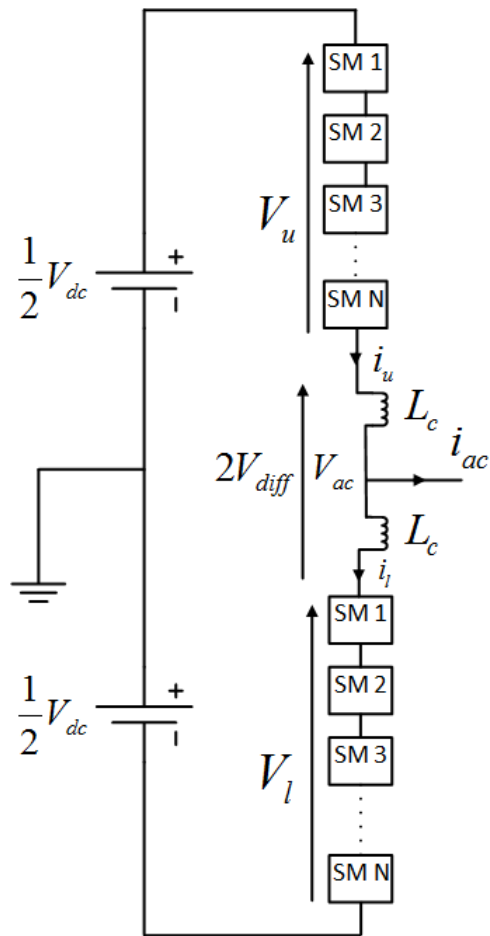 SM 1
SM 2
SM 3
V_u
SM N
½ V_dc
+
−
i_u
L_c
2V_diff
V_ac
i_ac
L_c
i_l
SM 1
SM 2
½ V_dc
+
−
SM 3
V_l
SM N